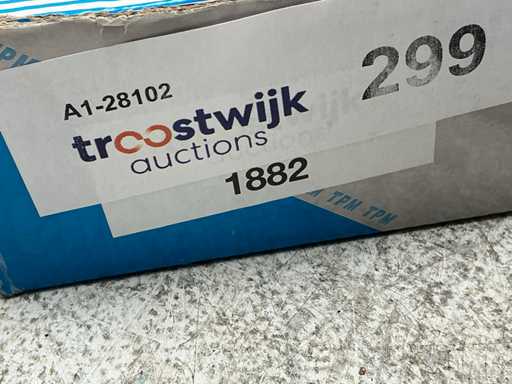 A1-28102
299
troostwijk
auctions
1882
TPM TPM